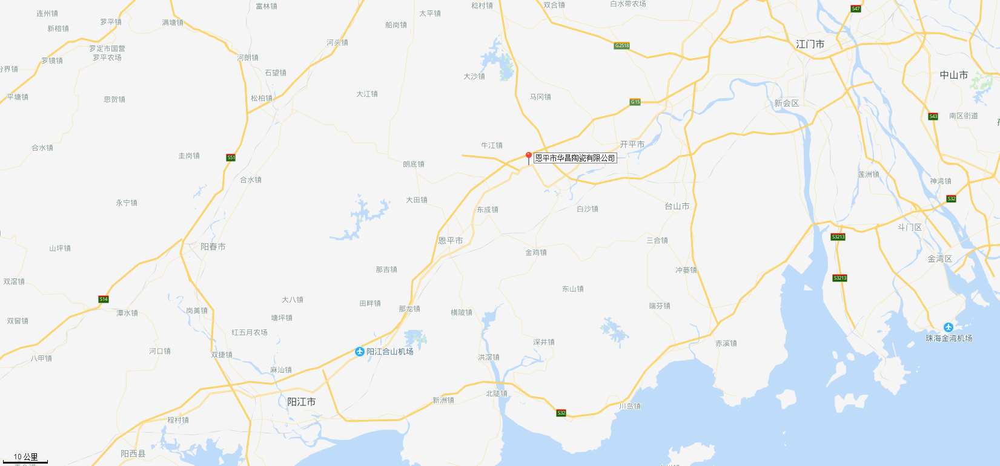 富林镇
稔村镇
双合镇
白水带农场
连州镇
太平镇
S47
罗平镇
满塘镇
船岗镇
新榕镇
河头镇
G2518
江门市
罗定市国营
罗平农场
河朗镇
罗镜镇
分界镇
石望镇
大沙镇
中山市
平塘镇
思贺镇
松柏镇
大江镇
马冈镇
G15
新会区
S43
南区街道
合水镇
圭岗镇
S51
牛江镇
开平市
恩平市华昌陶瓷有限公司
朗底镇
合水镇
莲洲镇
神湾镇
永宁镇
大田镇
东成镇
白沙镇
台山市
S32
斗门区
山坪镇
阳春市
恩平市
金鸡镇
三合镇
S3213
金湾区
双滘镇
那吉镇
冲蒌镇
S3213
S14
大八镇
田畔镇
东山镇
潭水镇
岗美镇
那龙镇
横陂镇
端芬镇
双窖镇
塘坪镇
红五月农场
珠海金湾机场
八甲镇
河口镇
双捷镇
阳江合山机场
洪滘镇
深井镇
赤溪镇
麻汕镇
阳江市
新洲镇
北陡镇
川岛镇
S32
程村镇
阳西县
10 公里